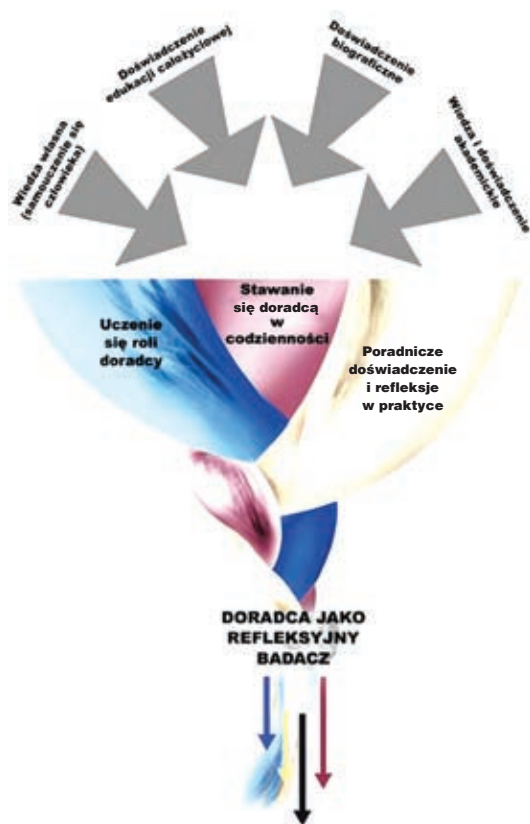 Wiedza własna
(samouczenie się
człowieka)
Doświadczenie
edukacji całożyciowej
Doświadczenie
biograficzne
Wiedza i doświadczenie
akademickie
Uczenie
się roli
doradcy
Stawanie
się doradcą
w
codzienności
Poradnicze
doświadczenie
i refleksje
w praktyce
DORADCA JAKO
REFLEKSYJNY
BADACZ